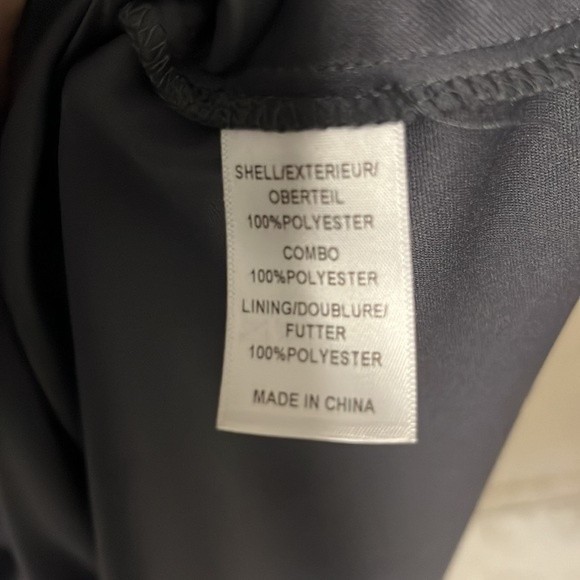 SHELL/EXTERIEUR/
OBERTEIL
100%POLYESTER
COMBO
100%POLYESTER
LINING/DOUBLURE/
FUTTER
100%POLYESTER
MADE IN CHINA